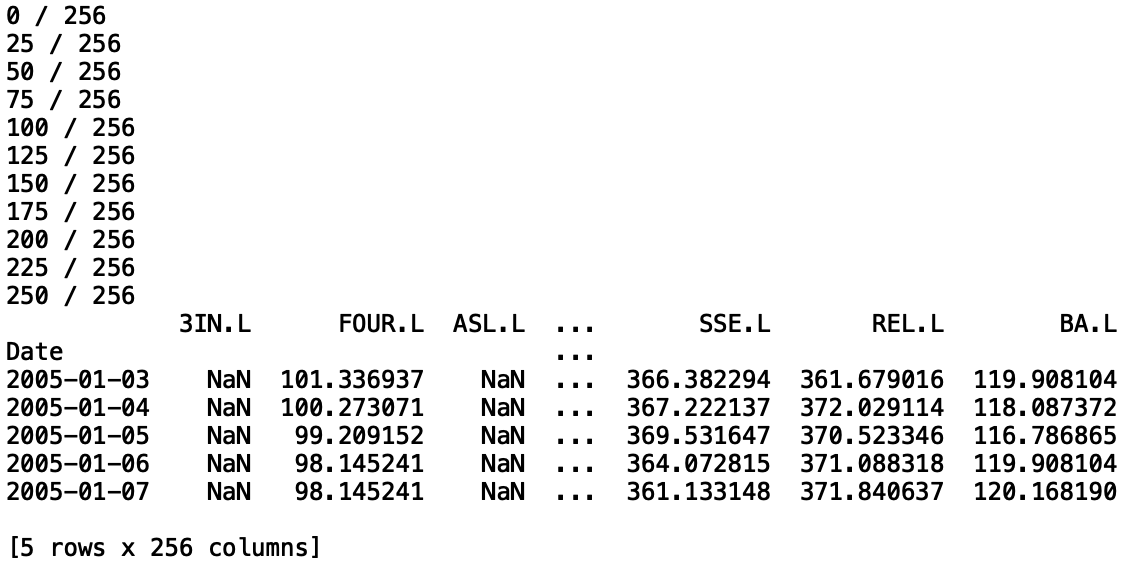 0 / 256
25 / 256
50 / 256
75 / 256
100 / 256
125 / 256
150 / 256
175 / 256
200 / 256
225 / 256
250 / 256
            3IN.L      FOUR.L  ASL.L  ...       SSE.L       REL.L        BA.L
Date                                  ...
2005-01-03    NaN  101.336937    NaN  ...  366.382294  361.679016  119.908104
2005-01-04    NaN  100.273071    NaN  ...  367.222137  372.029114  118.087372
2005-01-05    NaN   99.209152    NaN  ...  369.531647  370.523346  116.786865
2005-01-06    NaN   98.145241    NaN  ...  364.072815  371.088318  119.908104
2005-01-07    NaN   98.145241    NaN  ...  361.133148  371.840637  120.168190
[5 rows x 256 columns]